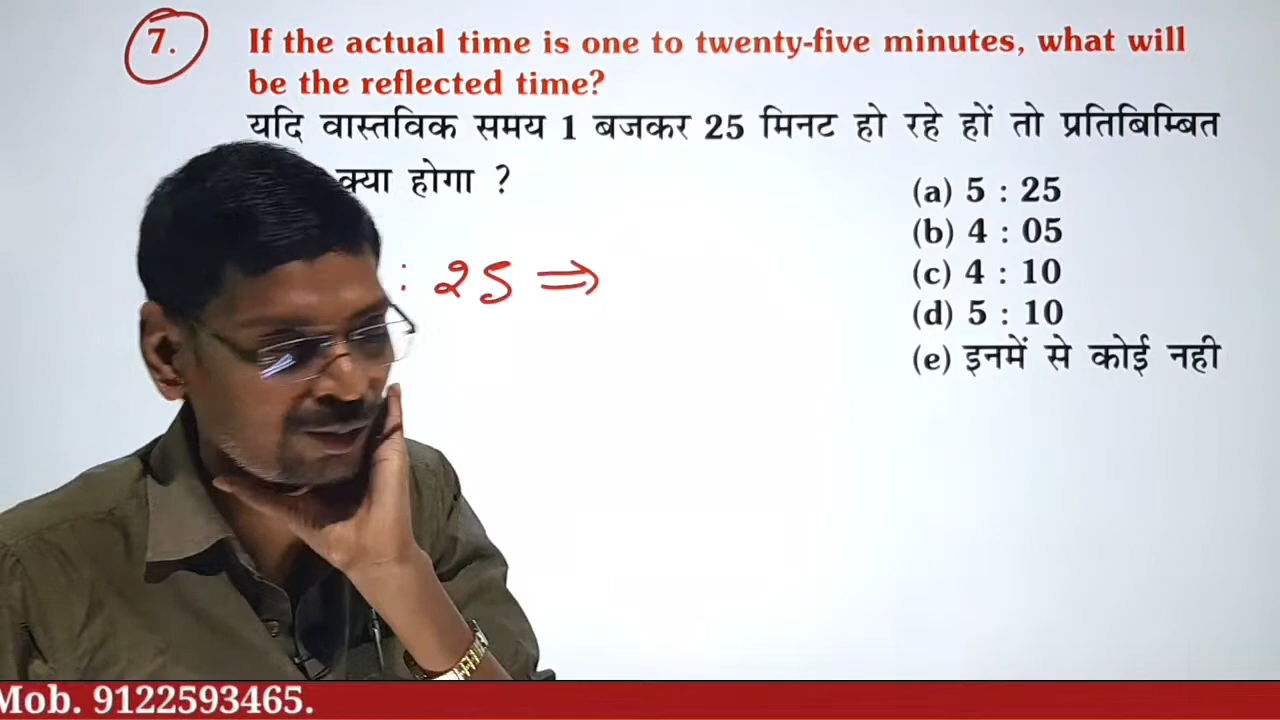 7. If the actual time is one to twenty-five minutes, what will
be the reflected time?
यदि वास्तविक समय 1 बजकर 25 मिनट हो रहे हों तो प्रतिबिम्बित
क्या होगा ?
(a) 5 : 25
(b) 4 : 05
(c) 4 : 10
(d) 5 : 10
(e) इनमें से कोई नही
: 25 ⇒
Mob. 9122593465.